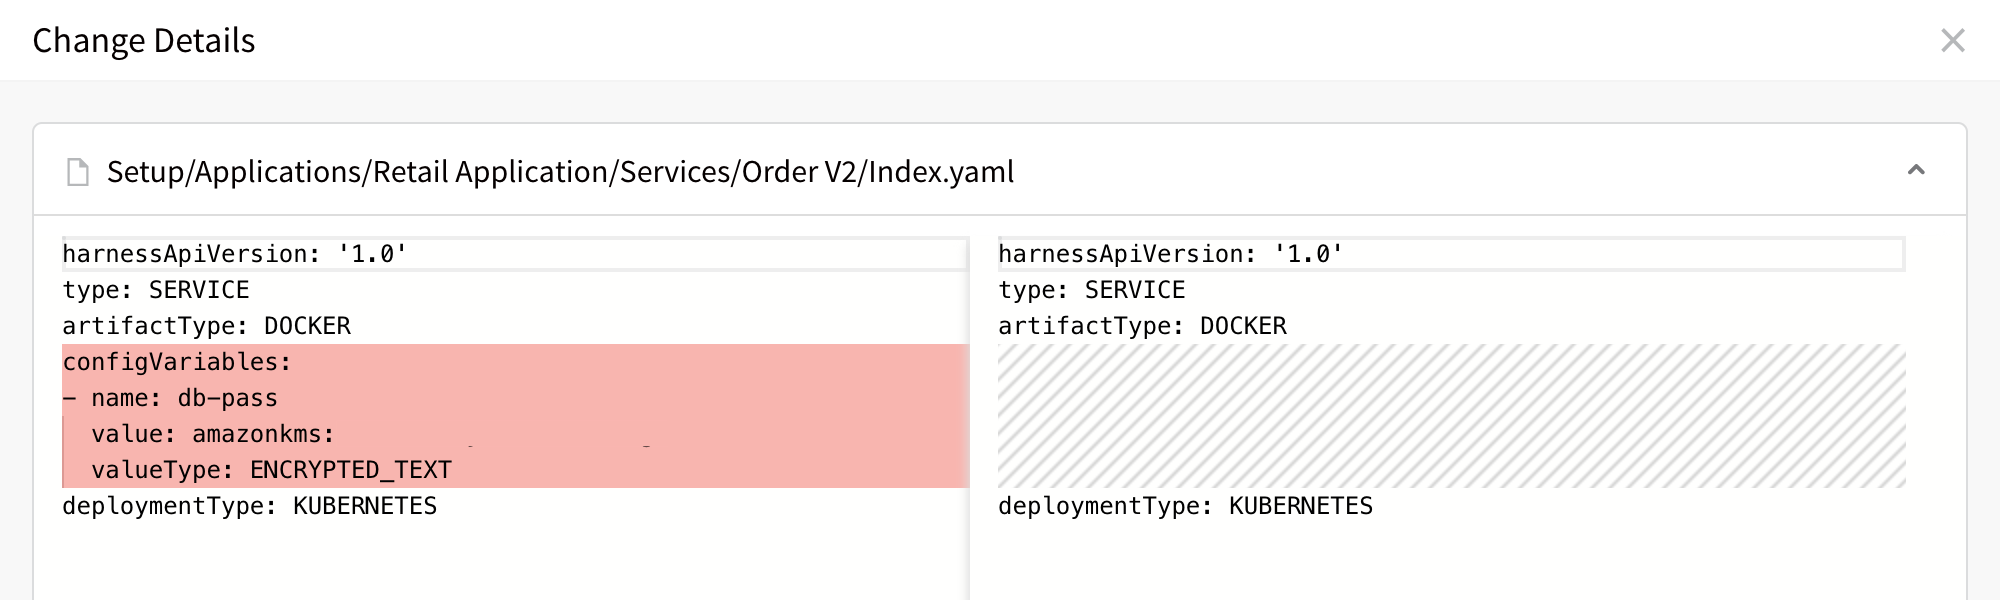 Change Details
Setup/Applications/Retail Application/Services/Order V2/Index.yaml
harnessApiVersion: '1.0'
type: SERVICE
artifactType: DOCKER
configVariables:
- name: db-pass
  value: amazonkms:
  valueType: ENCRYPTED_TEXT
deploymentType: KUBERNETES
harnessApiVersion: '1.0'
type: SERVICE
artifactType: DOCKER
deploymentType: KUBERNETES